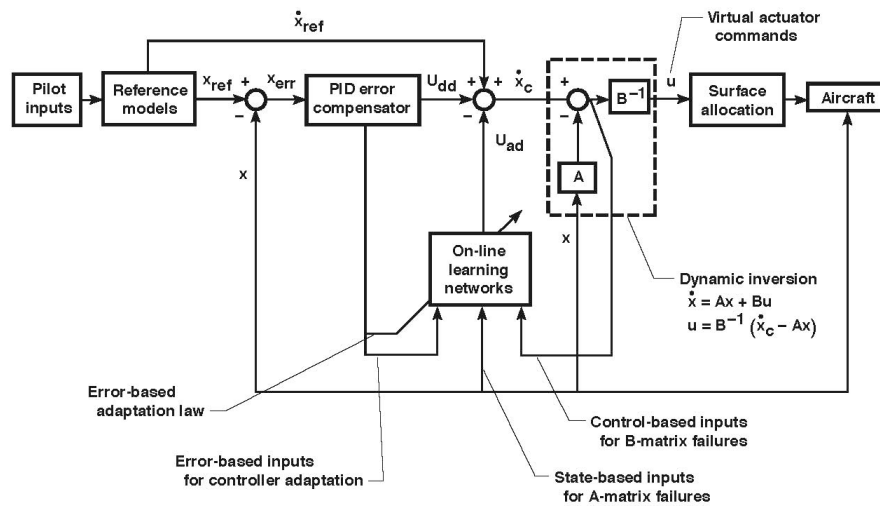 Virtual actuator
commands
ẋref
Pilot
inputs
Reference
models
xref
+
−
xerr
PID error
compensator
Udd
+
+
−
ẋc
+
−
B⁻¹
u
Surface
allocation
Aircraft
Uad
x
A
x
On-line
learning
networks
Dynamic inversion
ẋ = Ax + Bu
u = B⁻¹ (ẋc − Ax)
Error-based
adaptation law
Error-based inputs
for controller adaptation
Control-based inputs
for B-matrix failures
State-based inputs
for A-matrix failures